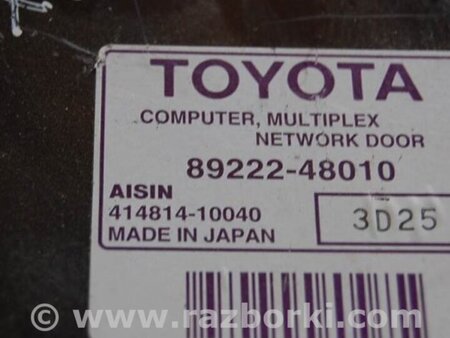 TOYOTA
COMPUTER, MULTIPLEX
NETWORK DOOR
89222-48010
AISIN
414814-10040
3D25
MADE IN JAPAN
© www.razborki.com